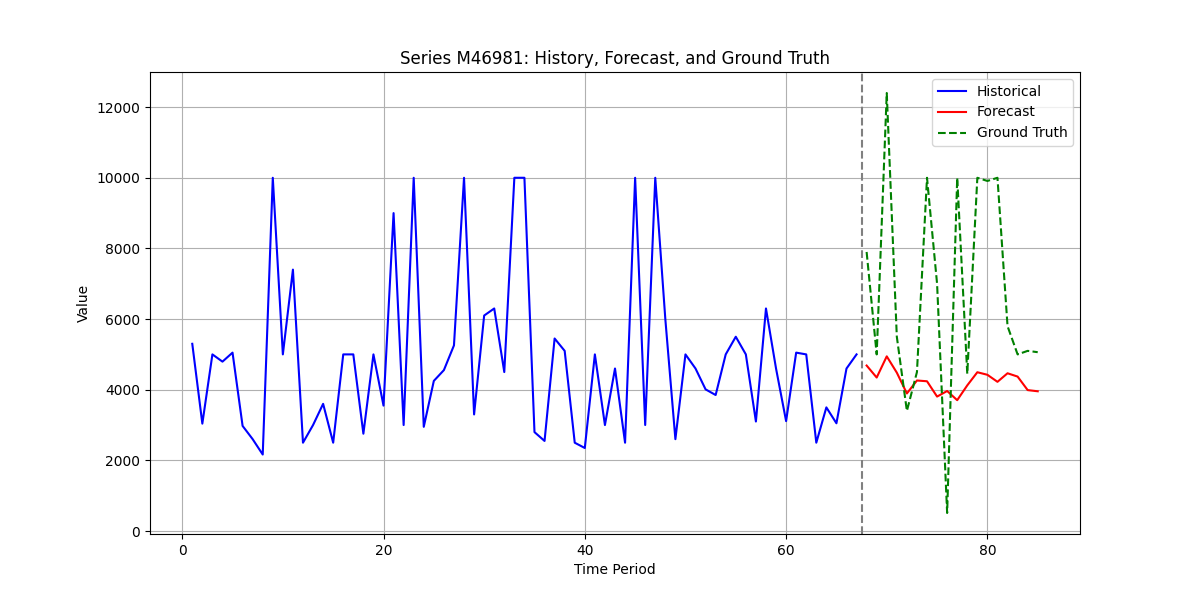 Series M46981: History, Forecast, and Ground Truth
Historical
Forecast
Ground Truth
12000
10000
8000
6000
4000
2000
0
Value
0 20 40 60 80
Time Period